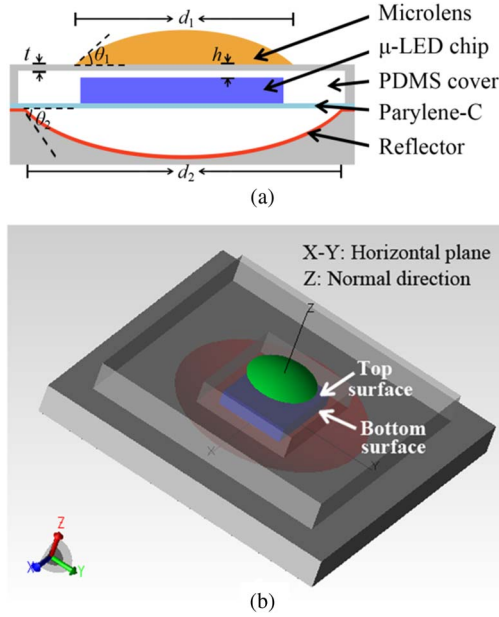 d₁
Microlens
t
θ₁
h
μ-LED chip
PDMS cover
Parylene-C
θ₂
Reflector
d₂
(a)
X-Y: Horizontal plane
Z: Normal direction
Z
Top
surface
Bottom
surface
X
Y
Z
X
Y
(b)